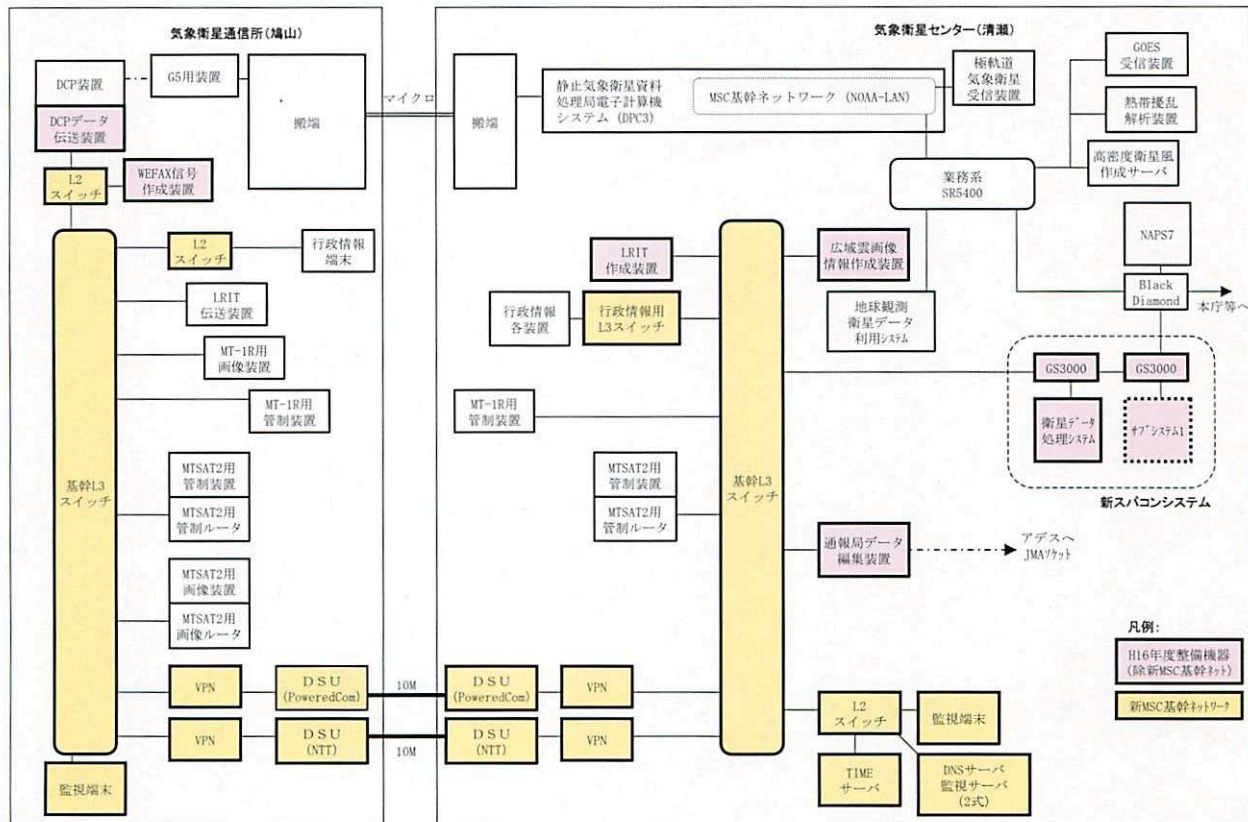 気象衛星通信所(鳩山)
DCP装置
G5用装置
DCPデータ
伝送装置
搬端
L2
スイッチ
WEFAX信号
作成装置
L2
スイッチ
行政情報
端末
LRIT
伝送装置
MT-1R用
画像装置
MT-1R用
管制装置
基幹L3
スイッチ
MTSAT2用
管制装置
MTSAT2用
管制ルータ
MTSAT2用
画像装置
MTSAT2用
画像ルータ
VPN
DSU
(PoweredCom)
VPN
DSU
(NTT)
監視端末
マイクロ
10M
10M
気象衛星センター(清瀬)
搬端
静止気象衛星資料
処理局電子計算機
システム(DPC3)
MSC基幹ネットワーク(NOAA-LAN)
極軌道
気象衛星
受信装置
GOES
受信装置
熱帯擾乱
解析装置
高密度衛星風
作成サーバ
業務系
SR5400
LRIT
作成装置
広域雲画像
情報作成装置
行政情報
各装置
行政情報用
L3スイッチ
地球観測
衛星データ
利用システム
NAPS7
Black
Diamond
本庁等へ
GS3000
GS3000
衛星データ
処理システム
サブシステム1
新スパコンシステム
MT-1R用
管制装置
MTSAT2用
管制装置
MTSAT2用
管制ルータ
基幹L3
スイッチ
通報局データ
編集装置
アデスへ
JMAソケット
DSU
(PoweredCom)
VPN
DSU
(NTT)
VPN
L2
スイッチ
監視端末
TIME
サーバ
DNSサーバ
監視サーバ
(2式)
凡例:
H16年度整備機器
(除新MSC基幹ネット)
新MSC基幹ネットワーク